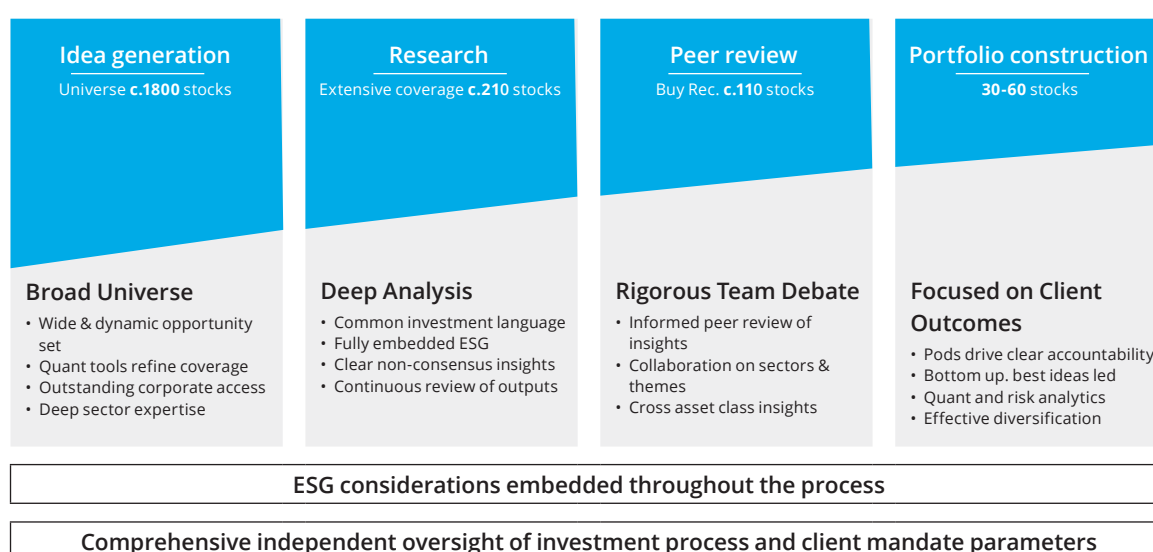 Idea generation
Universe c.1800 stocks
Broad Universe
• Wide & dynamic opportunity
set
• Quant tools refine coverage
• Outstanding corporate access
• Deep sector expertise
Research
Extensive coverage c.210 stocks
Deep Analysis
• Common investment language
• Fully embedded ESG
• Clear non-consensus insights
• Continuous review of outputs
Peer review
Buy Rec. c.110 stocks
Rigorous Team Debate
• Informed peer review of
insights
• Collaboration on sectors &
themes
• Cross asset class insights
Portfolio construction
30-60 stocks
Focused on Client
Outcomes
• Pods drive clear accountability
• Bottom up. best ideas led
• Quant and risk analytics
• Effective diversification
ESG considerations embedded throughout the process
Comprehensive independent oversight of investment process and client mandate parameters